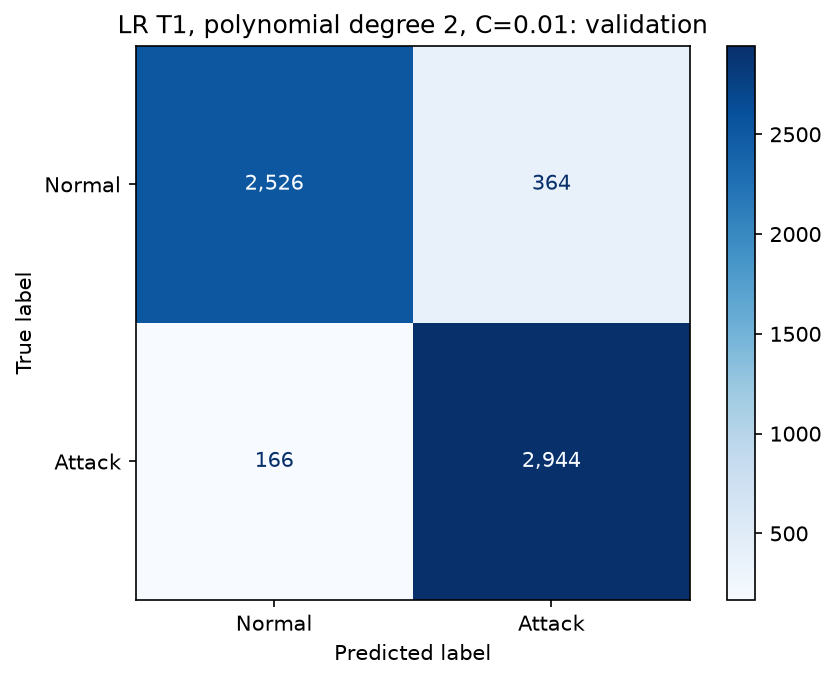 LR T1, polynomial degree 2, C=0.01: validation
True label
Normal
Attack
2,526
364
166
2,944
Normal
Attack
Predicted label
2500
2000
1500
1000
500